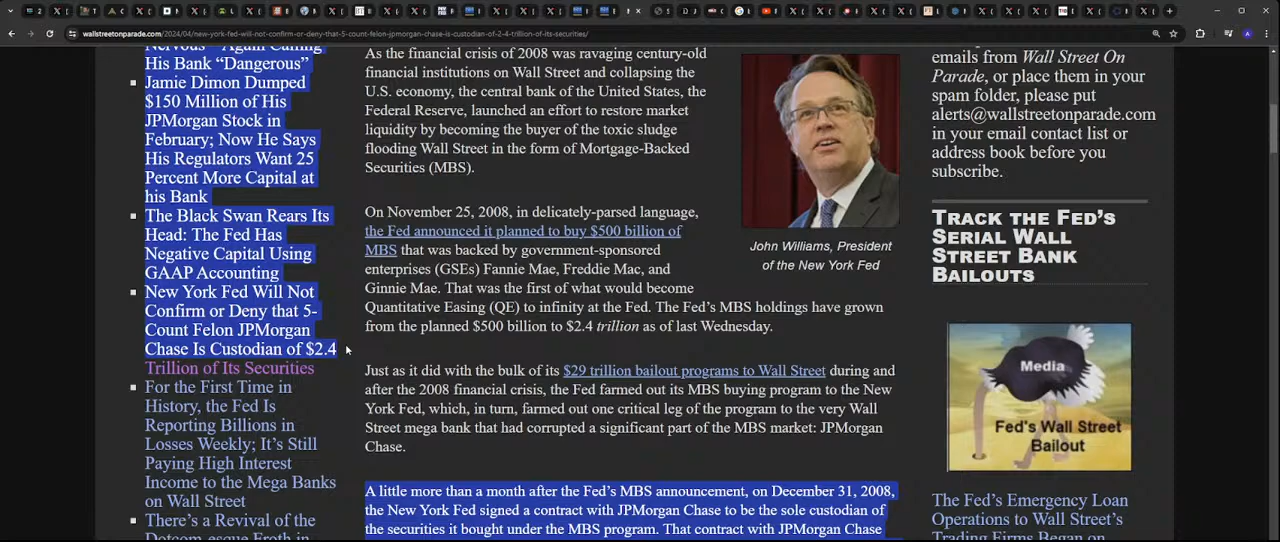 wallstreetonparade.com/2024/04/new-york-fed-will-not-confirm-or-deny-that-5-count-felon-jpmorgan-chase-is-custodian-of-2-4-trillion-of-its-securities/
Nervous" Again Calling
His Bank “Dangerous”
Jamie Dimon Dumped
$150 Million of His
JPMorgan Stock in
February; Now He Says
His Regulators Want 25
Percent More Capital at
his Bank
The Black Swan Rears Its
Head: The Fed Has
Negative Capital Using
GAAP Accounting
New York Fed Will Not
Confirm or Deny that 5-
Count Felon JPMorgan
Chase Is Custodian of $2.4
Trillion of Its Securities
For the First Time in
History, the Fed Is
Reporting Billions in
Losses Weekly; It’s Still
Paying High Interest
Income to the Mega Banks
on Wall Street
There’s a Revival of the
Dotcom-esque Froth in
As the financial crisis of 2008 was ravaging century-old
financial institutions on Wall Street and collapsing the
U.S. economy, the central bank of the United States, the
Federal Reserve, launched an effort to restore market
liquidity by becoming the buyer of the toxic sludge
flooding Wall Street in the form of Mortgage-Backed
Securities (MBS).
On November 25, 2008, in delicately-parsed language,
the Fed announced it planned to buy $500 billion of
MBS that was backed by government-sponsored
enterprises (GSEs) Fannie Mae, Freddie Mac, and
Ginnie Mae. That was the first of what would become
Quantitative Easing (QE) to infinity at the Fed. The Fed’s MBS holdings have grown
from the planned $500 billion to $2.4 trillion as of last Wednesday.
Just as it did with the bulk of its $29 trillion bailout programs to Wall Street during and
after the 2008 financial crisis, the Fed farmed out its MBS buying program to the New
York Fed, which, in turn, farmed out one critical leg of the program to the very Wall
Street mega bank that had corrupted a significant part of the MBS market: JPMorgan
Chase.
A little more than a month after the Fed’s MBS announcement, on December 31, 2008,
the New York Fed signed a contract with JPMorgan Chase to be the sole custodian of
the securities it bought under the MBS program. That contract with JPMorgan Chase
John Williams, President
of the New York Fed
emails from Wall Street On
Parade, or place them in your
spam folder, please put
alerts@wallstreetonparade.com
in your email contact list or
address book before you
subscribe.
Track the Fed’s
Serial Wall
Street Bank
Bailouts
Media
Fed's Wall Street
Bailout
The Fed’s Emergency Loan
Operations to Wall Street’s
Trading Firms Began on